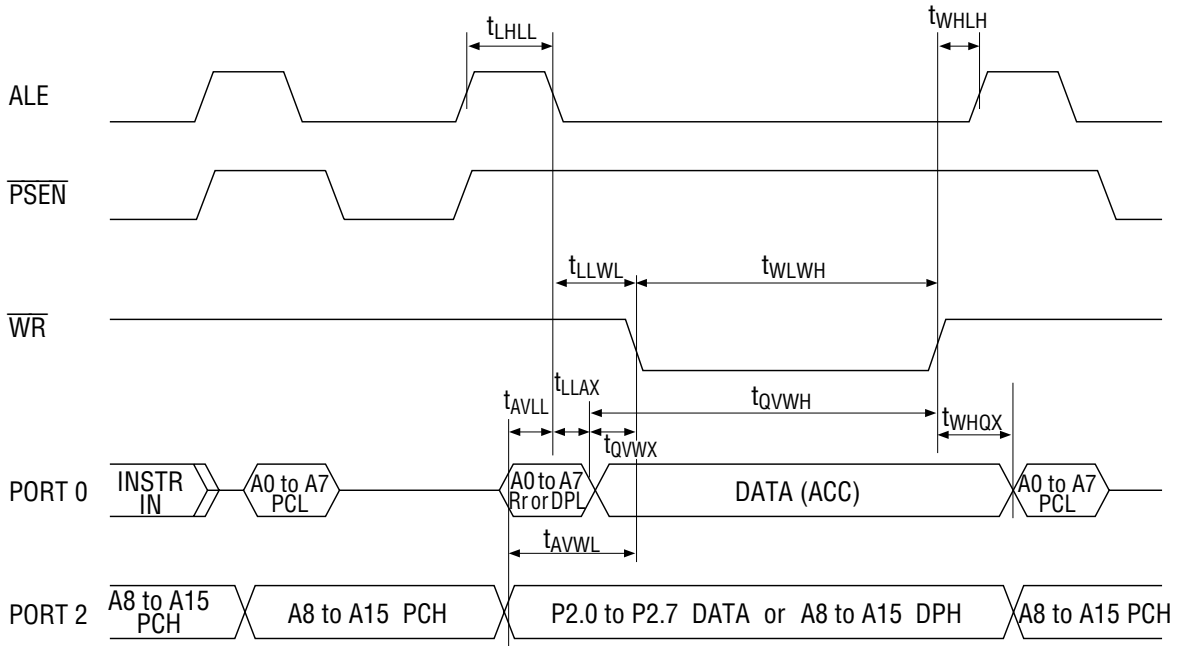 tLHLL
tWHLH
ALE
PSEN
tLLWL
tWLWH
WR
tLLAX
tAVLL
tQVWH
tWHQX
tQVWX
PORT 0
INSTR
IN
A0 to A7
PCL
A0 to A7
Rr or DPL
DATA (ACC)
A0 to A7
PCL
tAVWL
PORT 2
A8 to A15
PCH
A8 to A15 PCH
P2.0 to P2.7 DATA or A8 to A15 DPH
A8 to A15 PCH